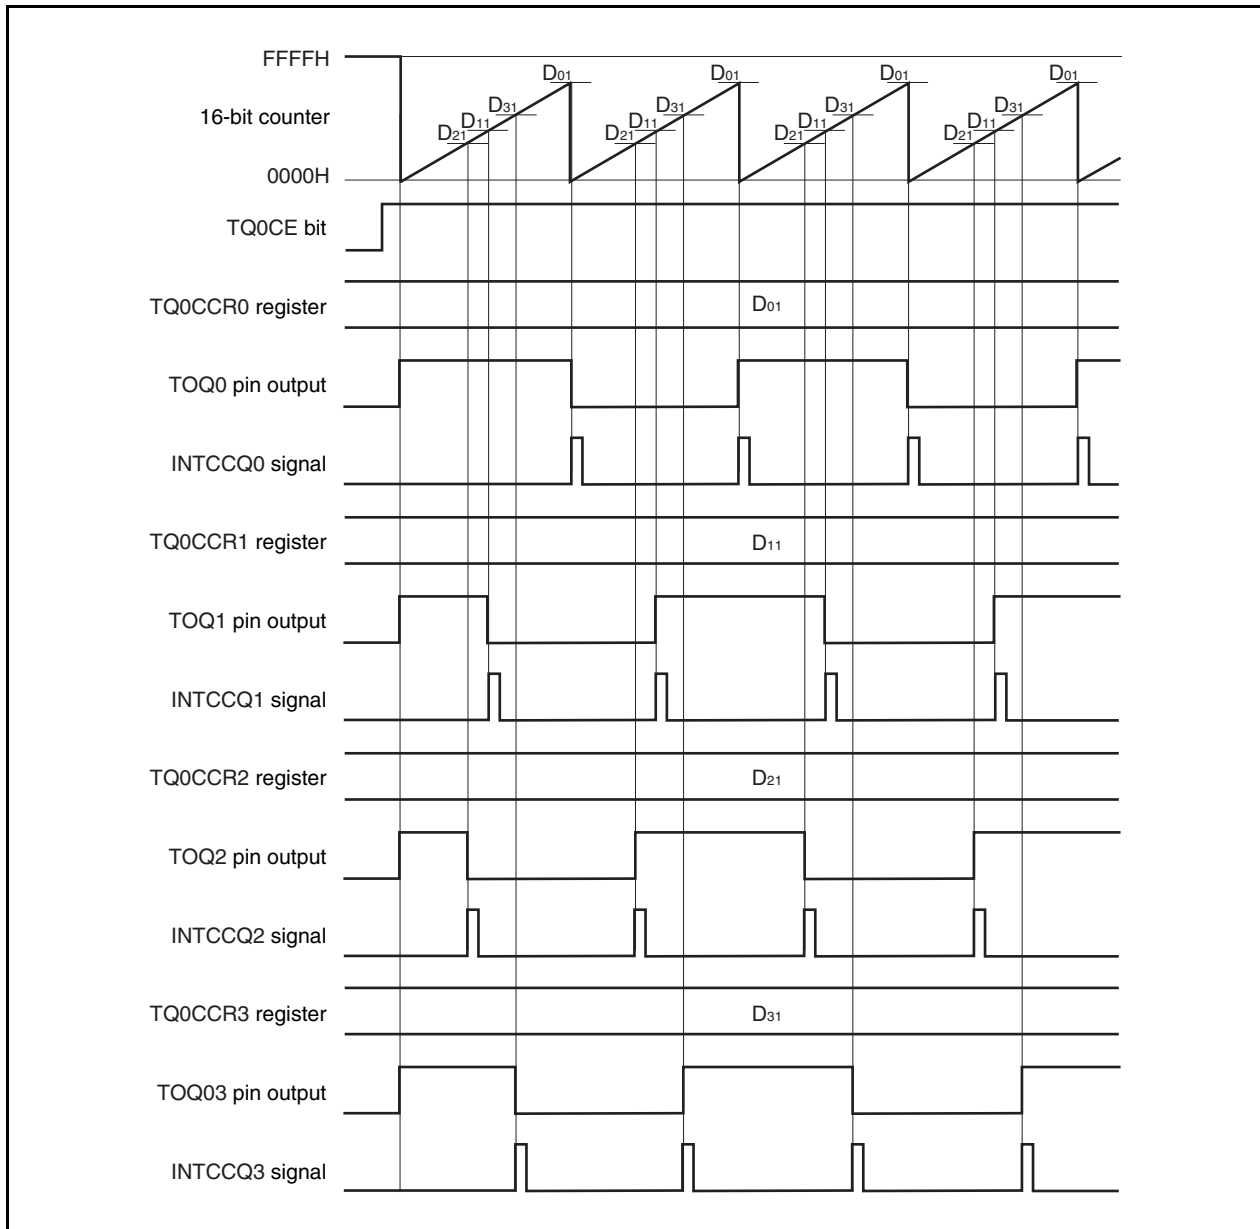 FFFFH
D01 D01 D01 D01
D31 D31 D31 D31
16-bit counter
D11 D11 D11 D11
D21 D21 D21 D21
0000H
TQ0CE bit
TQ0CCR0 register
D01
TOQ0 pin output
INTCCQ0 signal
TQ0CCR1 register
D11
TOQ1 pin output
INTCCQ1 signal
TQ0CCR2 register
D21
TOQ2 pin output
INTCCQ2 signal
TQ0CCR3 register
D31
TOQ03 pin output
INTCCQ3 signal